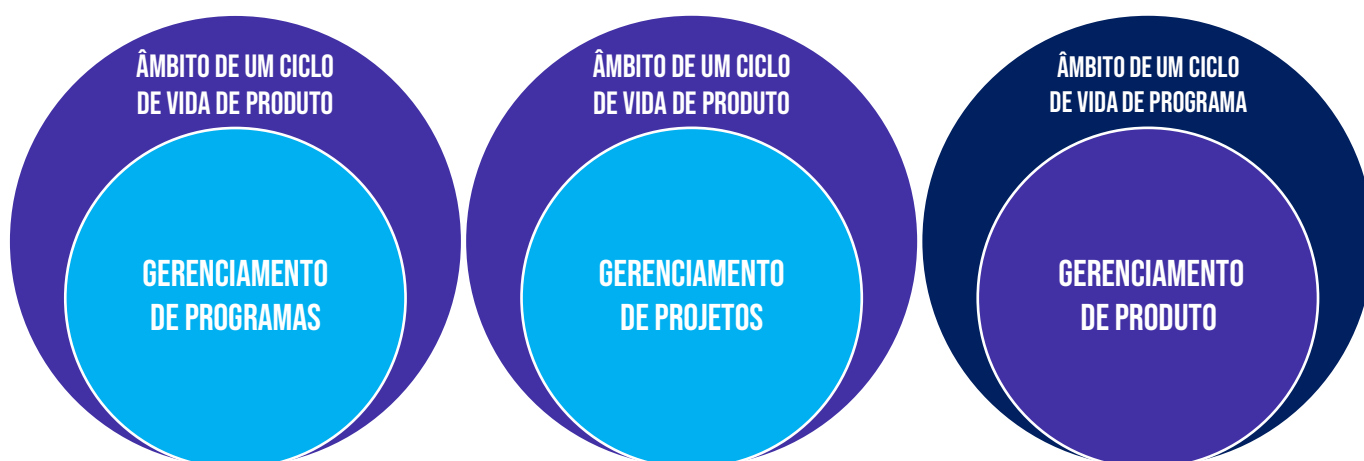 ÂMBITO DE UM CICLO
DE VIDA DE PRODUTO
GERENCIAMENTO
DE PROGRAMAS
ÂMBITO DE UM CICLO
DE VIDA DE PRODUTO
GERENCIAMENTO
DE PROJETOS
ÂMBITO DE UM CICLO
DE VIDA DE PROGRAMA
GERENCIAMENTO
DE PRODUTO